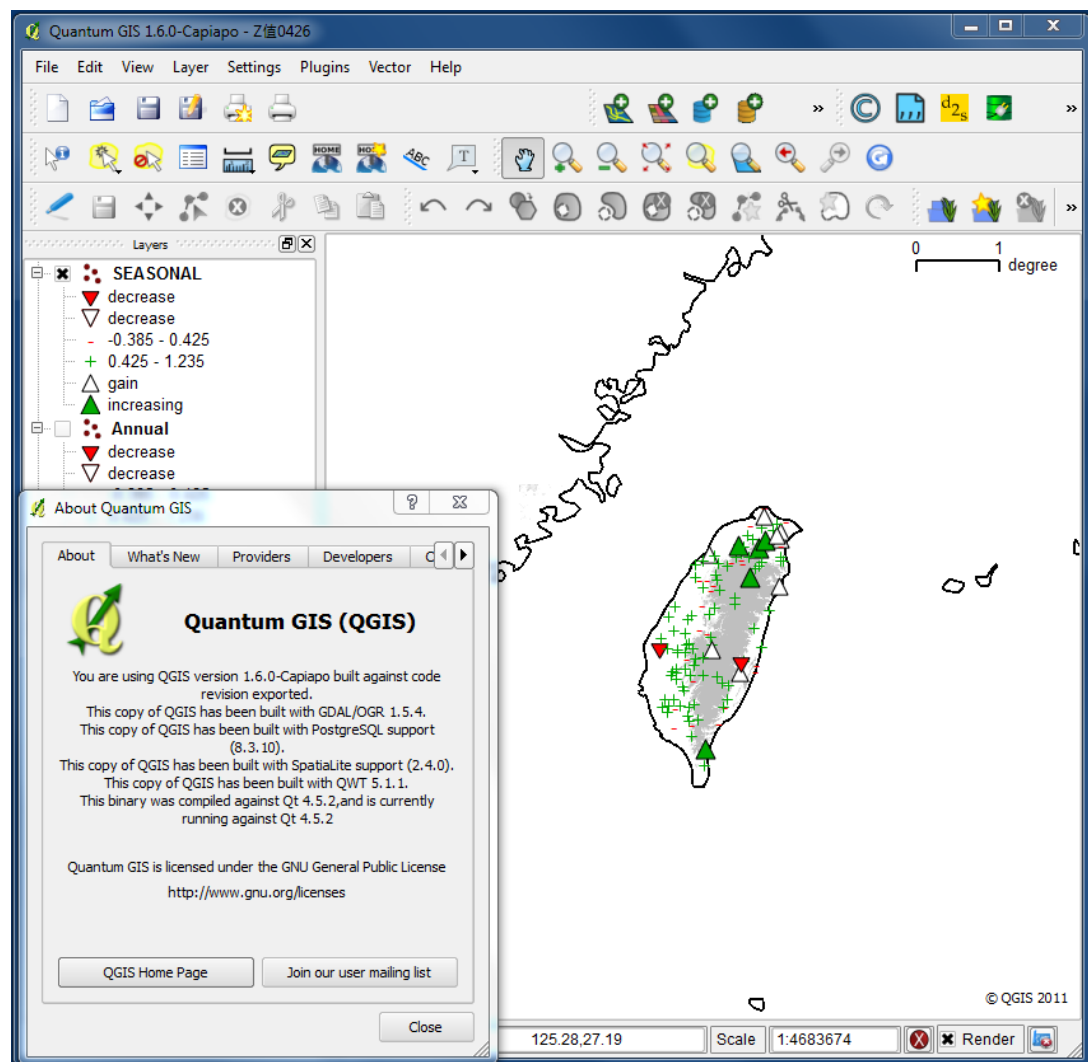 Quantum GIS 1.6.0-Capiapo - Z值0426
File Edit View Layer Settings Plugins Vector Help
» © d2s »
HOME ABC T
»
Layers
SEASONAL
decrease
decrease
-0.385 - 0.425
0.425 - 1.235
gain
increasing
Annual
decrease
decrease
0 1
degree
About Quantum GIS
About What's New Providers Developers
Quantum GIS (QGIS)
You are using QGIS version 1.6.0-Capiapo built against code
revision exported.
This copy of QGIS has been built with GDAL/OGR 1.5.4.
This copy of QGIS has been built with PostgreSQL support
(8.3.10).
This copy of QGIS has been built with SpatiaLite support (2.4.0).
This copy of QGIS has been built with QWT 5.1.1.
This binary was compiled against Qt 4.5.2,and is currently
running against Qt 4.5.2
Quantum GIS is licensed under the GNU General Public License
http://www.gnu.org/licenses
QGIS Home Page Join our user mailing list
Close
© QGIS 2011
125.28,27.19 Scale 1:4683674 Render